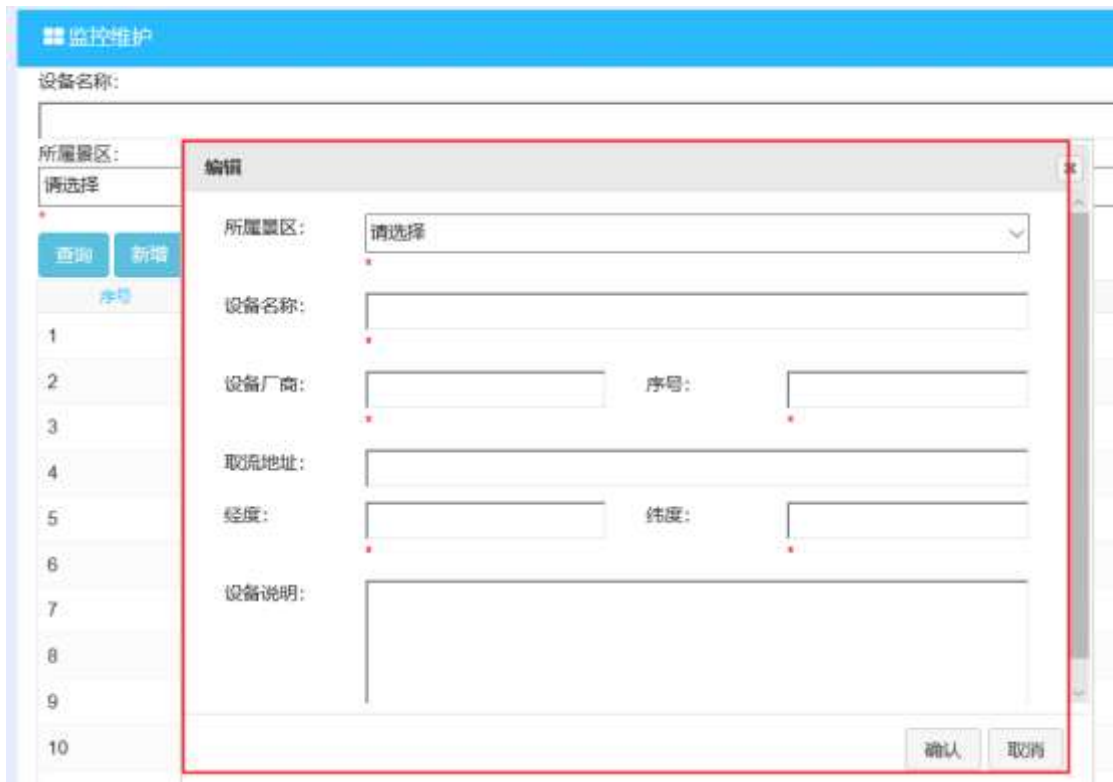 监控维护
设备名称：
所属景区：
请选择
*
查询 新增
序号
1
2
3
4
5
6
7
8
9
10
编辑
所属景区： 请选择
*
设备名称：
*
设备厂商： 序号：
* *
取流地址：
经度： 纬度：
* *
设备说明：
确认 取消